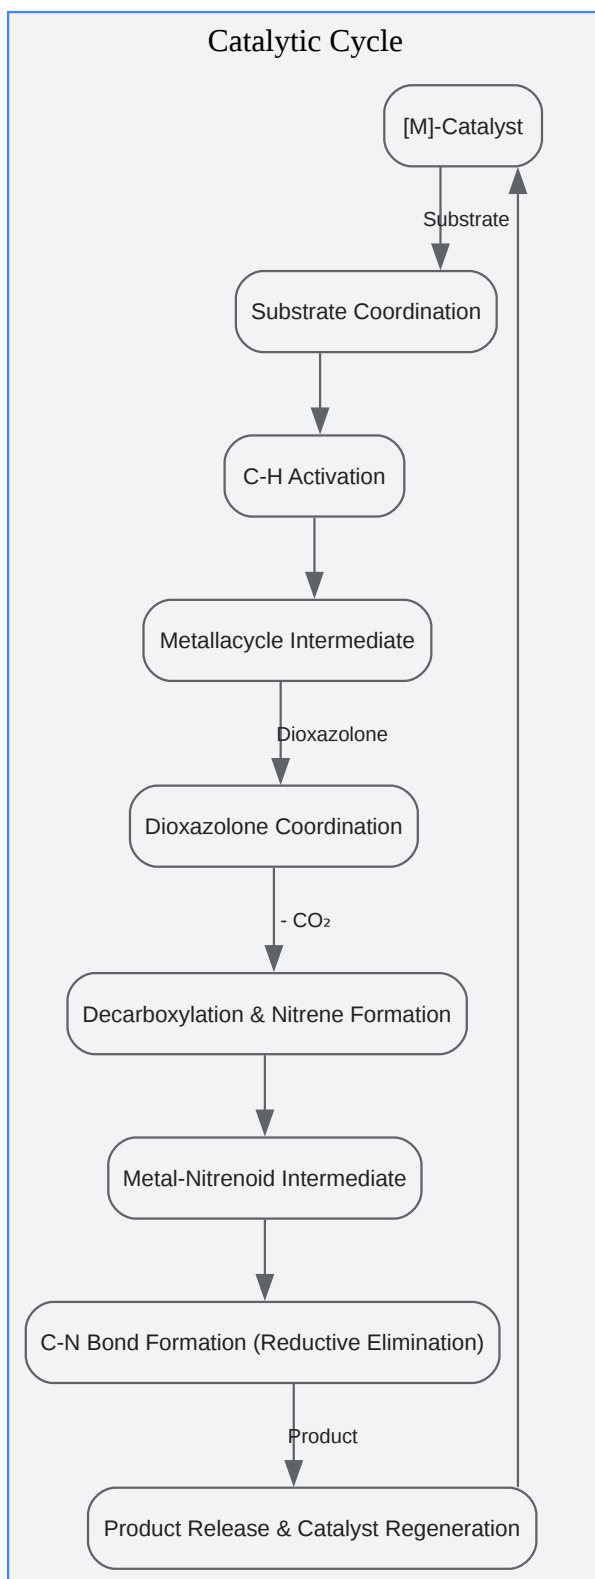 Catalytic Cycle
[M]-Catalyst
Substrate
Substrate Coordination
C-H Activation
Metallacycle Intermediate
Dioxazolone
Dioxazolone Coordination
- CO₂
Decarboxylation & Nitrene Formation
Metal-Nitrenoid Intermediate
C-N Bond Formation (Reductive Elimination)
Product
Product Release & Catalyst Regeneration